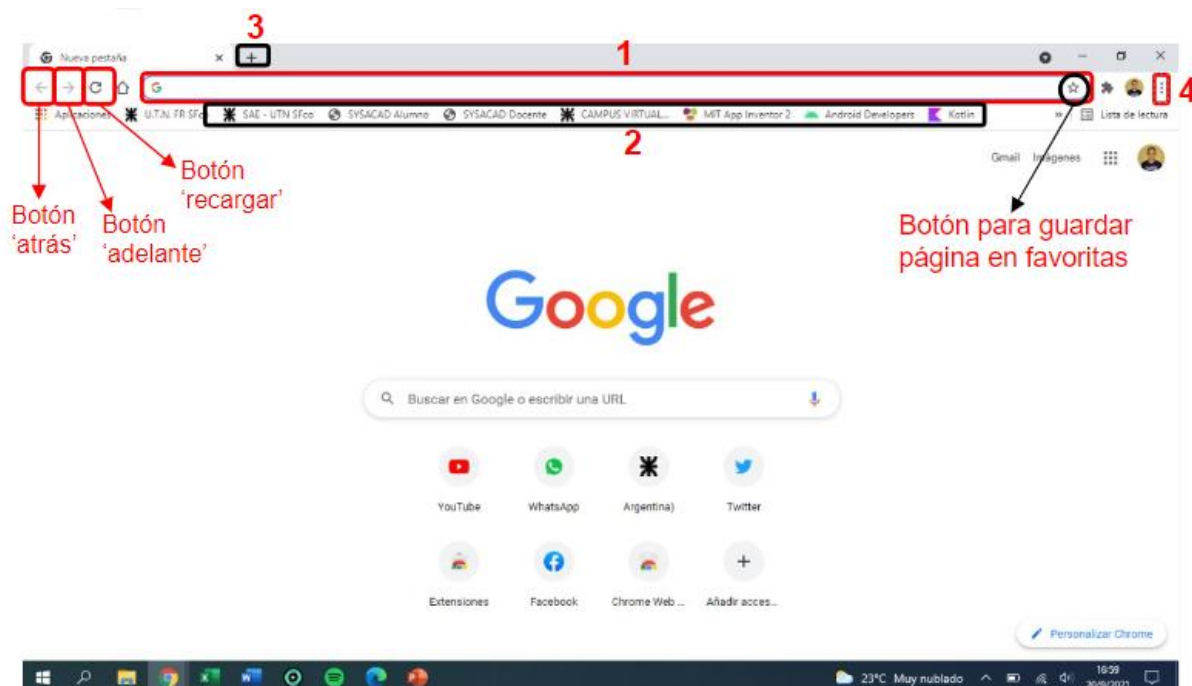 3
Nueva pestaña
1
4
Aplicaciones U.T.N. FR SFco SAE - UTN SFco SYSACAD Alumno SYSACAD Docente CAMPUS VIRTUAL... MIT App Inventor 2 Android Developers Kotlin » Lista de lectura
2
Gmail Imágenes
Botón
'recargar'
Botón
'atrás'
Botón
'adelante'
Botón para guardar
página en favoritas
Google
Buscar en Google o escribir una URL
YouTube WhatsApp Argentina) Twitter
Extensiones Facebook Chrome Web ... Añadir acces...
Personalizar Chrome
23°C Muy nublado
16:59
30/9/2021